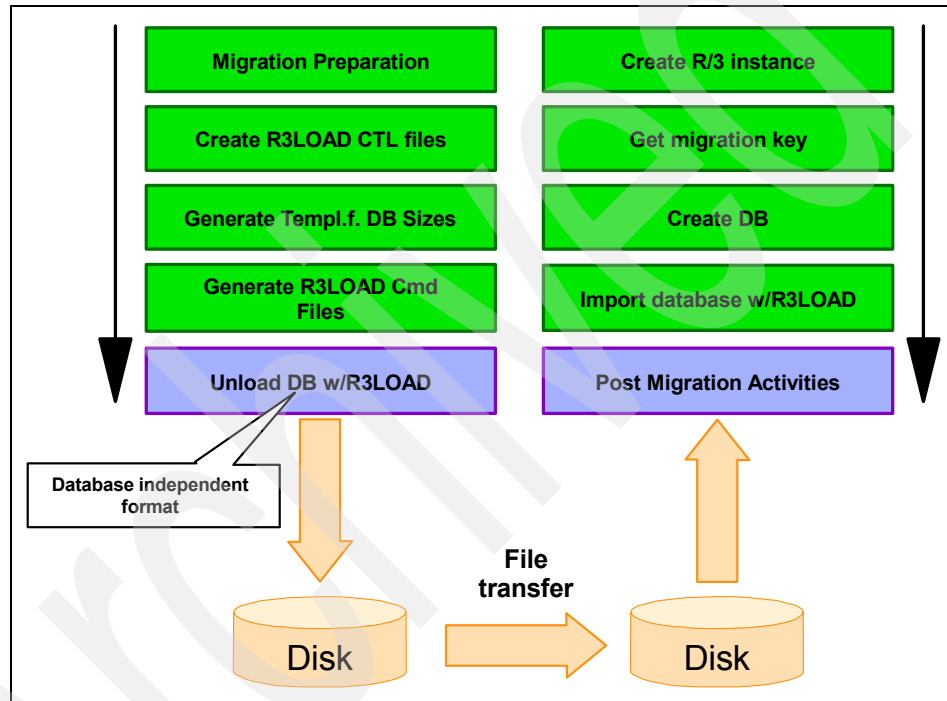 Migration Preparation
Create R3LOAD CTL files
Generate Templ.f. DB Sizes
Generate R3LOAD Cmd
Files
Unload DB w/R3LOAD
Database independent
format
Create R/3 instance
Get migration key
Create DB
Import database w/R3LOAD
Post Migration Activities
File
transfer
Disk
Disk
Archived